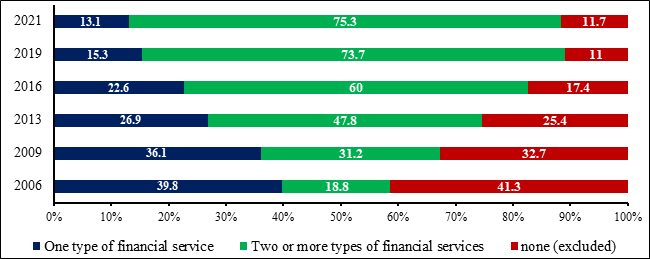 2021 13.1 75.3 11.7
2019 15.3 73.7 11
2016 22.6 60 17.4
2013 26.9 47.8 25.4
2009 36.1 31.2 32.7
2006 39.8 18.8 41.3
0% 10% 20% 30% 40% 50% 60% 70% 80% 90% 100%
One type of financial service Two or more types of financial services none (excluded)